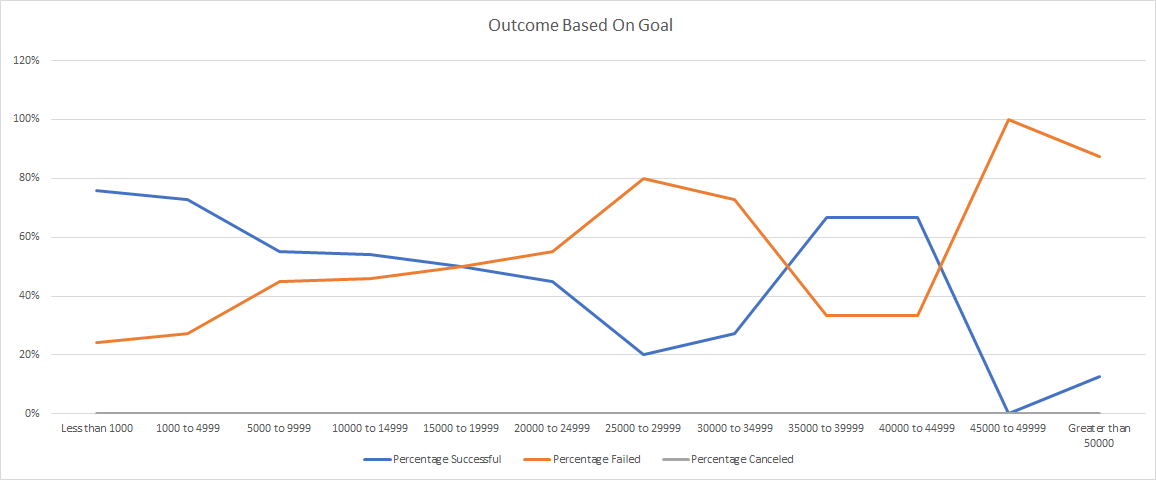 Outcome Based On Goal
120%
100%
80%
60%
40%
20%
0%
Less than 1000 1000 to 4999 5000 to 9999 10000 to 14999 15000 to 19999 20000 to 24999 25000 to 29999 30000 to 34999 35000 to 39999 40000 to 44999 45000 to 49999 Greater than
50000
Percentage Successful Percentage Failed Percentage Canceled